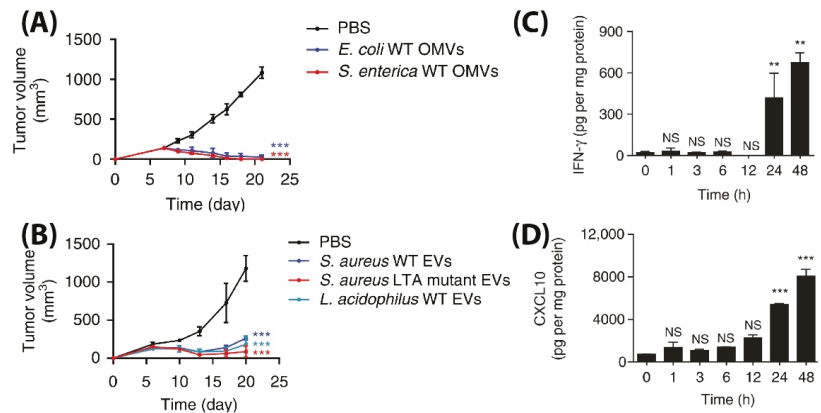 (A)
PBS
E. coli WT OMVs
S. enterica WT OMVs
Tumor volume
(mm³)
1500
1000
500
0
***
***
0 5 10 15 20 25
Time (day)
(B)
PBS
S. aureus WT EVs
S. aureus LTA mutant EVs
L. acidophilus WT EVs
Tumor volume
(mm³)
1500
1000
500
0
***
***
***
0 5 10 15 20 25
Time (day)
(C)
IFN-γ (pg per mg protein)
900
600
300
0
NS NS NS NS ** **
0 1 3 6 12 24 48
Time (h)
(D)
CXCL10
(pg per mg protein)
12,000
8000
4000
0
NS NS NS NS *** ***
0 1 3 6 12 24 48
Time (h)